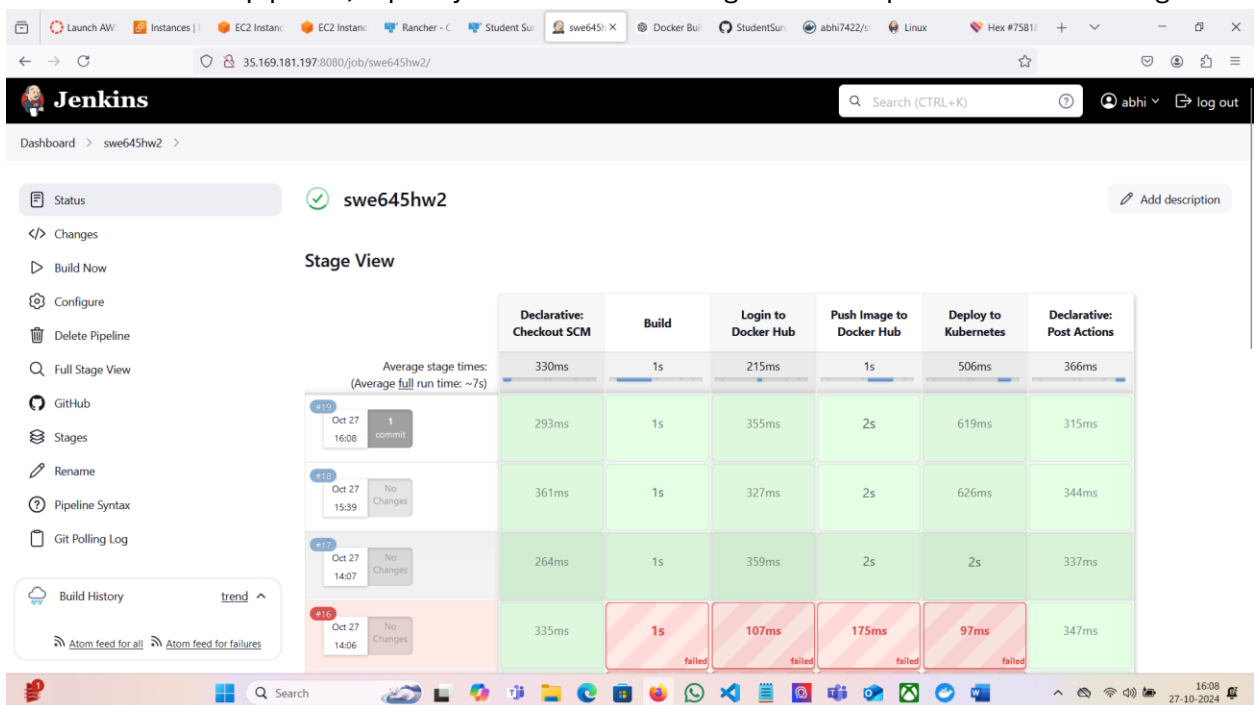 Launch AW
Instances |
EC2 Instanc
EC2 Instanc
Rancher - C
Student Sur
swe645h
Docker Bui
StudentSurv
abhi7422/s
Linux
Hex #7581
35.169.181.197:8080/job/swe645hw2/
Jenkins
Search (CTRL+K)
abhi
log out
Dashboard > swe645hw2 >
Status
Changes
Build Now
Configure
Delete Pipeline
Full Stage View
GitHub
Stages
Rename
Pipeline Syntax
Git Polling Log
Build History trend
Atom feed for all Atom feed for failures
swe645hw2
Add description
Stage View
Declarative: Checkout SCM
Build
Login to Docker Hub
Push Image to Docker Hub
Deploy to Kubernetes
Declarative: Post Actions
Average stage times:
(Average full run time: ~7s)
330ms 1s 215ms 1s 506ms 366ms
#19
Oct 27 16:08
1 commit
293ms 1s 355ms 2s 619ms 315ms
#18
Oct 27 15:39
No Changes
361ms 1s 327ms 2s 626ms 344ms
#17
Oct 27 14:07
No Changes
264ms 1s 359ms 2s 2s 337ms
#16
Oct 27 14:06
No Changes
335ms 1s 107ms 175ms 97ms 347ms
failed failed failed failed
Search
16:08
27-10-2024